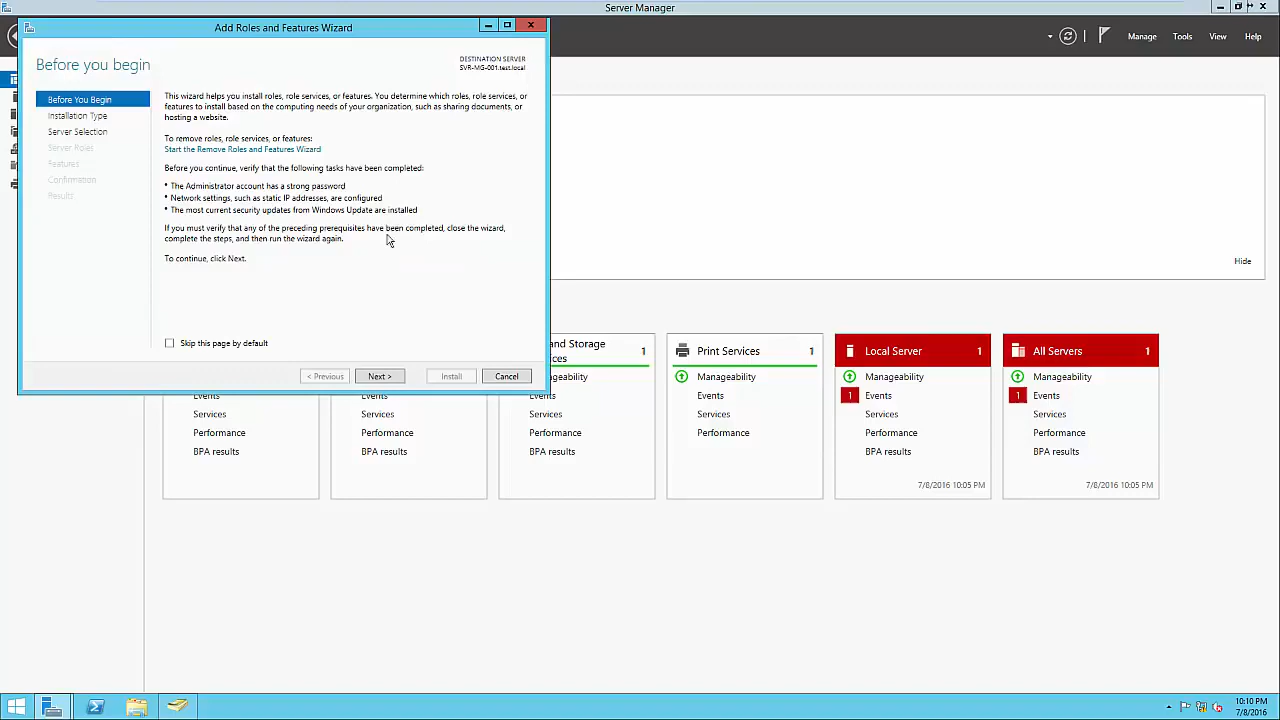 Server Manager
Manage Tools View Help
Add Roles and Features Wizard
Before you begin
DESTINATION SERVER
SVR-MG-001.test.local
Before You Begin
Installation Type
Server Selection
Server Roles
Features
Confirmation
Results
This wizard helps you install roles, role services, or features. You determine which roles, role services, or
features to install based on the computing needs of your organization, such as sharing documents, or
hosting a website.
To remove roles, role services, or features:
Start the Remove Roles and Features Wizard
Before you continue, verify that the following tasks have been completed:
• The Administrator account has a strong password
• Network settings, such as static IP addresses, are configured
• The most current security updates from Windows Update are installed
If you must verify that any of the preceding prerequisites have been completed, close the wizard,
complete the steps, and then run the wizard again.
To continue, click Next.
Skip this page by default
< Previous Next > Install Cancel
Hide
Events
Services
Performance
BPA results
Events
Services
Performance
BPA results
and Storage 1
ces
geability
Events
Services
Performance
BPA results
Print Services 1
Manageability
Events
Services
Performance
Local Server 1
Manageability
1 Events
Services
Performance
BPA results
7/8/2016 10:05 PM
All Servers 1
Manageability
1 Events
Services
Performance
BPA results
7/8/2016 10:05 PM
10:10 PM
7/8/2016